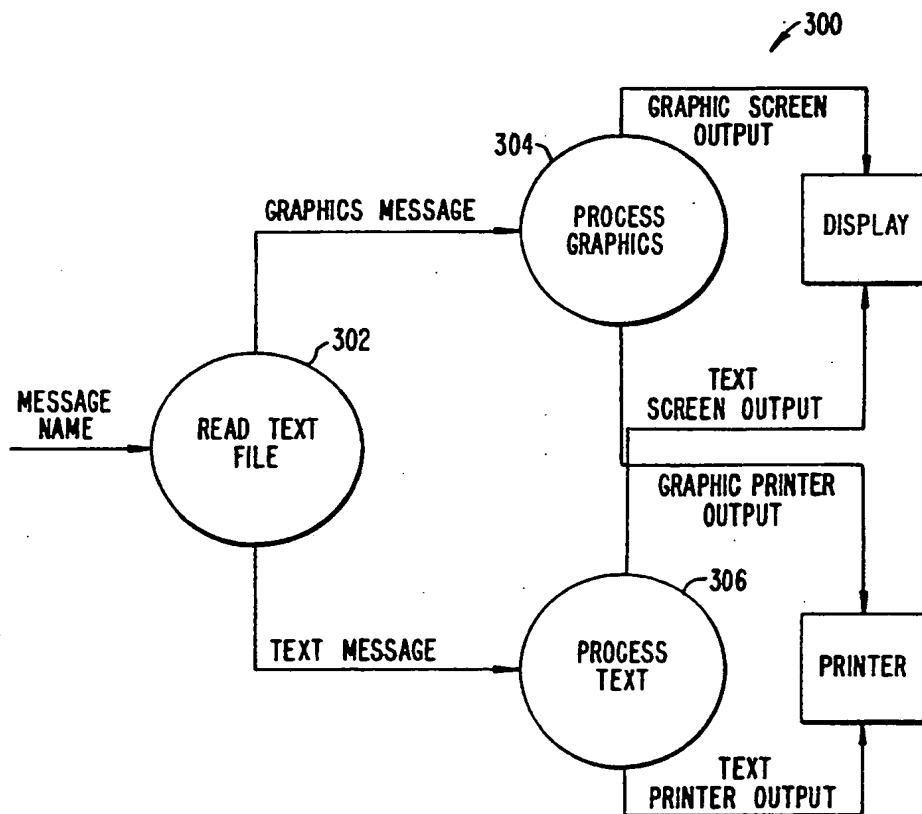 300
GRAPHIC SCREEN
OUTPUT
304
GRAPHICS MESSAGE
PROCESS
GRAPHICS
DISPLAY
302
MESSAGE
NAME
READ TEXT
FILE
TEXT
SCREEN OUTPUT
GRAPHIC PRINTER
OUTPUT
306
TEXT MESSAGE
PROCESS
TEXT
PRINTER
TEXT
PRINTER OUTPUT